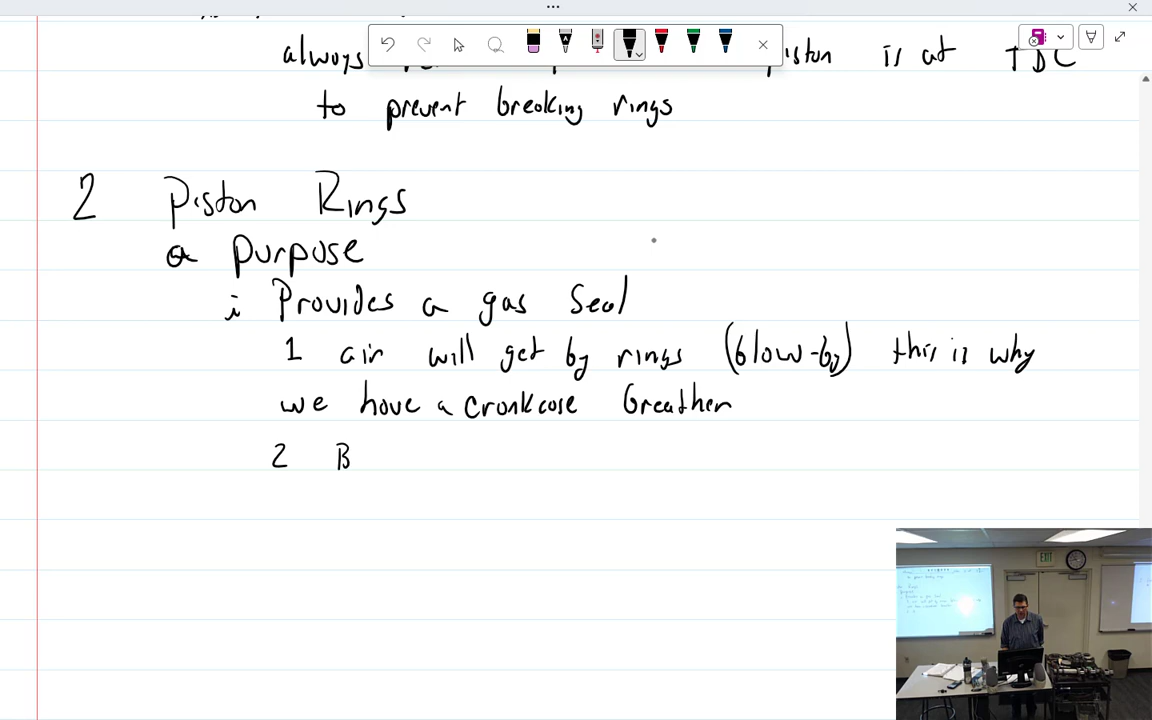 always piston is at TDC
to prevent breaking rings
2 Piston Rings
a Purpose
i Provides a gas Seal
1 air will get by rings (blow-by) this is why
we have a crankcase breather
2 B